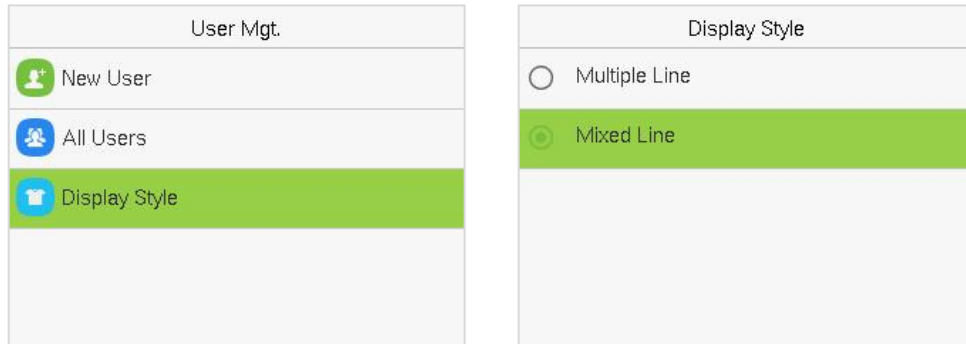 User Mgt.
New User
All Users
Display Style
Display Style
Multiple Line
Mixed Line